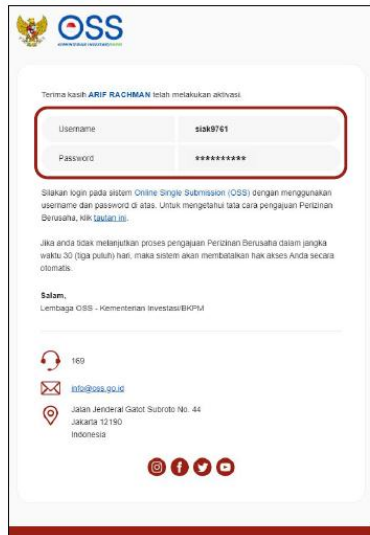 OSS
Terima kasih ARIF RACHMAN telah melakukan aktivasi.
Username siak9761
Password **********
Silakan login pada sistem Online Single Submission (OSS) dengan menggunakan
username dan password di atas. Untuk mengetahui tata cara pengajuan Perizinan
Berusaha, klik tautan ini.
Jika anda tidak melanjutkan proses pengajuan Perizinan Berusaha dalam jangka
waktu 30 (tiga puluh) hari, maka sistem akan membatalkan hak akses Anda secara
otomatis.
Salam,
Lembaga OSS - Kementerian Investasi/BKPM
169
info@oss.go.id
Jalan Jenderal Gatot Subroto No. 44
Jakarta 12190
Indonesia